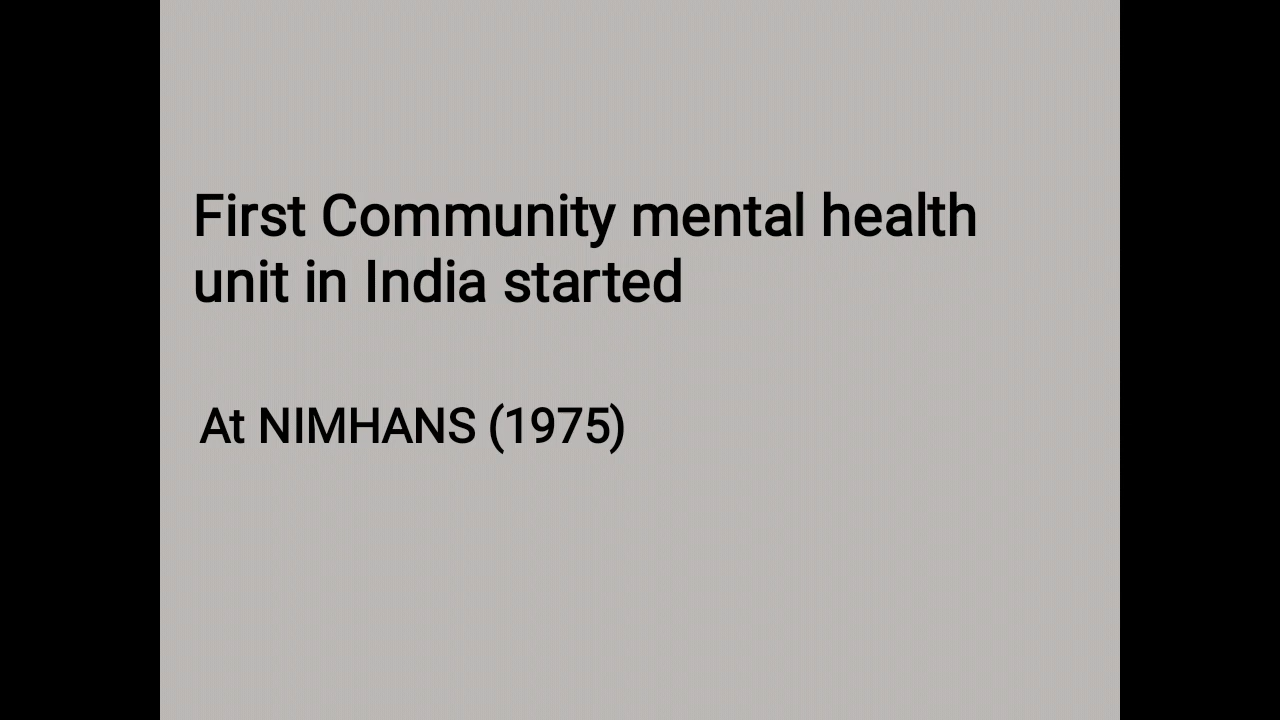 First Community mental health
unit in India started
At NIMHANS (1975)